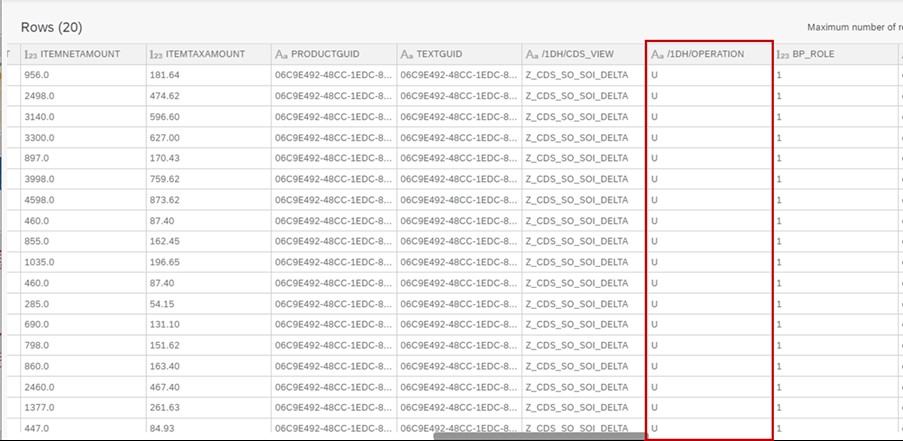 Rows (20) Maximum number of r
T 123 ITEMNETAMOUNT 123 ITEMTAXAMOUNT Aa PRODUCTGUID Aa TEXTGUID Aa /1DH/CDS_VIEW Aa /1DH/OPERATION 123 BP_ROLE
956.0 181.64 06C9E492-48CC-1EDC-8... 06C9E492-48CC-1EDC-8... Z_CDS_SO_SOI_DELTA U 1
2498.0 474.62 06C9E492-48CC-1EDC-8... 06C9E492-48CC-1EDC-8... Z_CDS_SO_SOI_DELTA U 1
3140.0 596.60 06C9E492-48CC-1EDC-8... 06C9E492-48CC-1EDC-8... Z_CDS_SO_SOI_DELTA U 1
3300.0 627.00 06C9E492-48CC-1EDC-8... 06C9E492-48CC-1EDC-8... Z_CDS_SO_SOI_DELTA U 1
897.0 170.43 06C9E492-48CC-1EDC-8... 06C9E492-48CC-1EDC-8... Z_CDS_SO_SOI_DELTA U 1
3998.0 759.62 06C9E492-48CC-1EDC-8... 06C9E492-48CC-1EDC-8... Z_CDS_SO_SOI_DELTA U 1
4598.0 873.62 06C9E492-48CC-1EDC-8... 06C9E492-48CC-1EDC-8... Z_CDS_SO_SOI_DELTA U 1
460.0 87.40 06C9E492-48CC-1EDC-8... 06C9E492-48CC-1EDC-8... Z_CDS_SO_SOI_DELTA U 1
855.0 162.45 06C9E492-48CC-1EDC-8... 06C9E492-48CC-1EDC-8... Z_CDS_SO_SOI_DELTA U 1
1035.0 196.65 06C9E492-48CC-1EDC-8... 06C9E492-48CC-1EDC-8... Z_CDS_SO_SOI_DELTA U 1
460.0 87.40 06C9E492-48CC-1EDC-8... 06C9E492-48CC-1EDC-8... Z_CDS_SO_SOI_DELTA U 1
285.0 54.15 06C9E492-48CC-1EDC-8... 06C9E492-48CC-1EDC-8... Z_CDS_SO_SOI_DELTA U 1
690.0 131.10 06C9E492-48CC-1EDC-8... 06C9E492-48CC-1EDC-8... Z_CDS_SO_SOI_DELTA U 1
798.0 151.62 06C9E492-48CC-1EDC-8... 06C9E492-48CC-1EDC-8... Z_CDS_SO_SOI_DELTA U 1
860.0 163.40 06C9E492-48CC-1EDC-8... 06C9E492-48CC-1EDC-8... Z_CDS_SO_SOI_DELTA U 1
2460.0 467.40 06C9E492-48CC-1EDC-8... 06C9E492-48CC-1EDC-8... Z_CDS_SO_SOI_DELTA U 1
1377.0 261.63 06C9E492-48CC-1EDC-8... 06C9E492-48CC-1EDC-8... Z_CDS_SO_SOI_DELTA U 1
447.0 84.93 06C9E492-48CC-1EDC-8... 06C9E492-48CC-1EDC-8... Z_CDS_SO_SOI_DELTA U 1